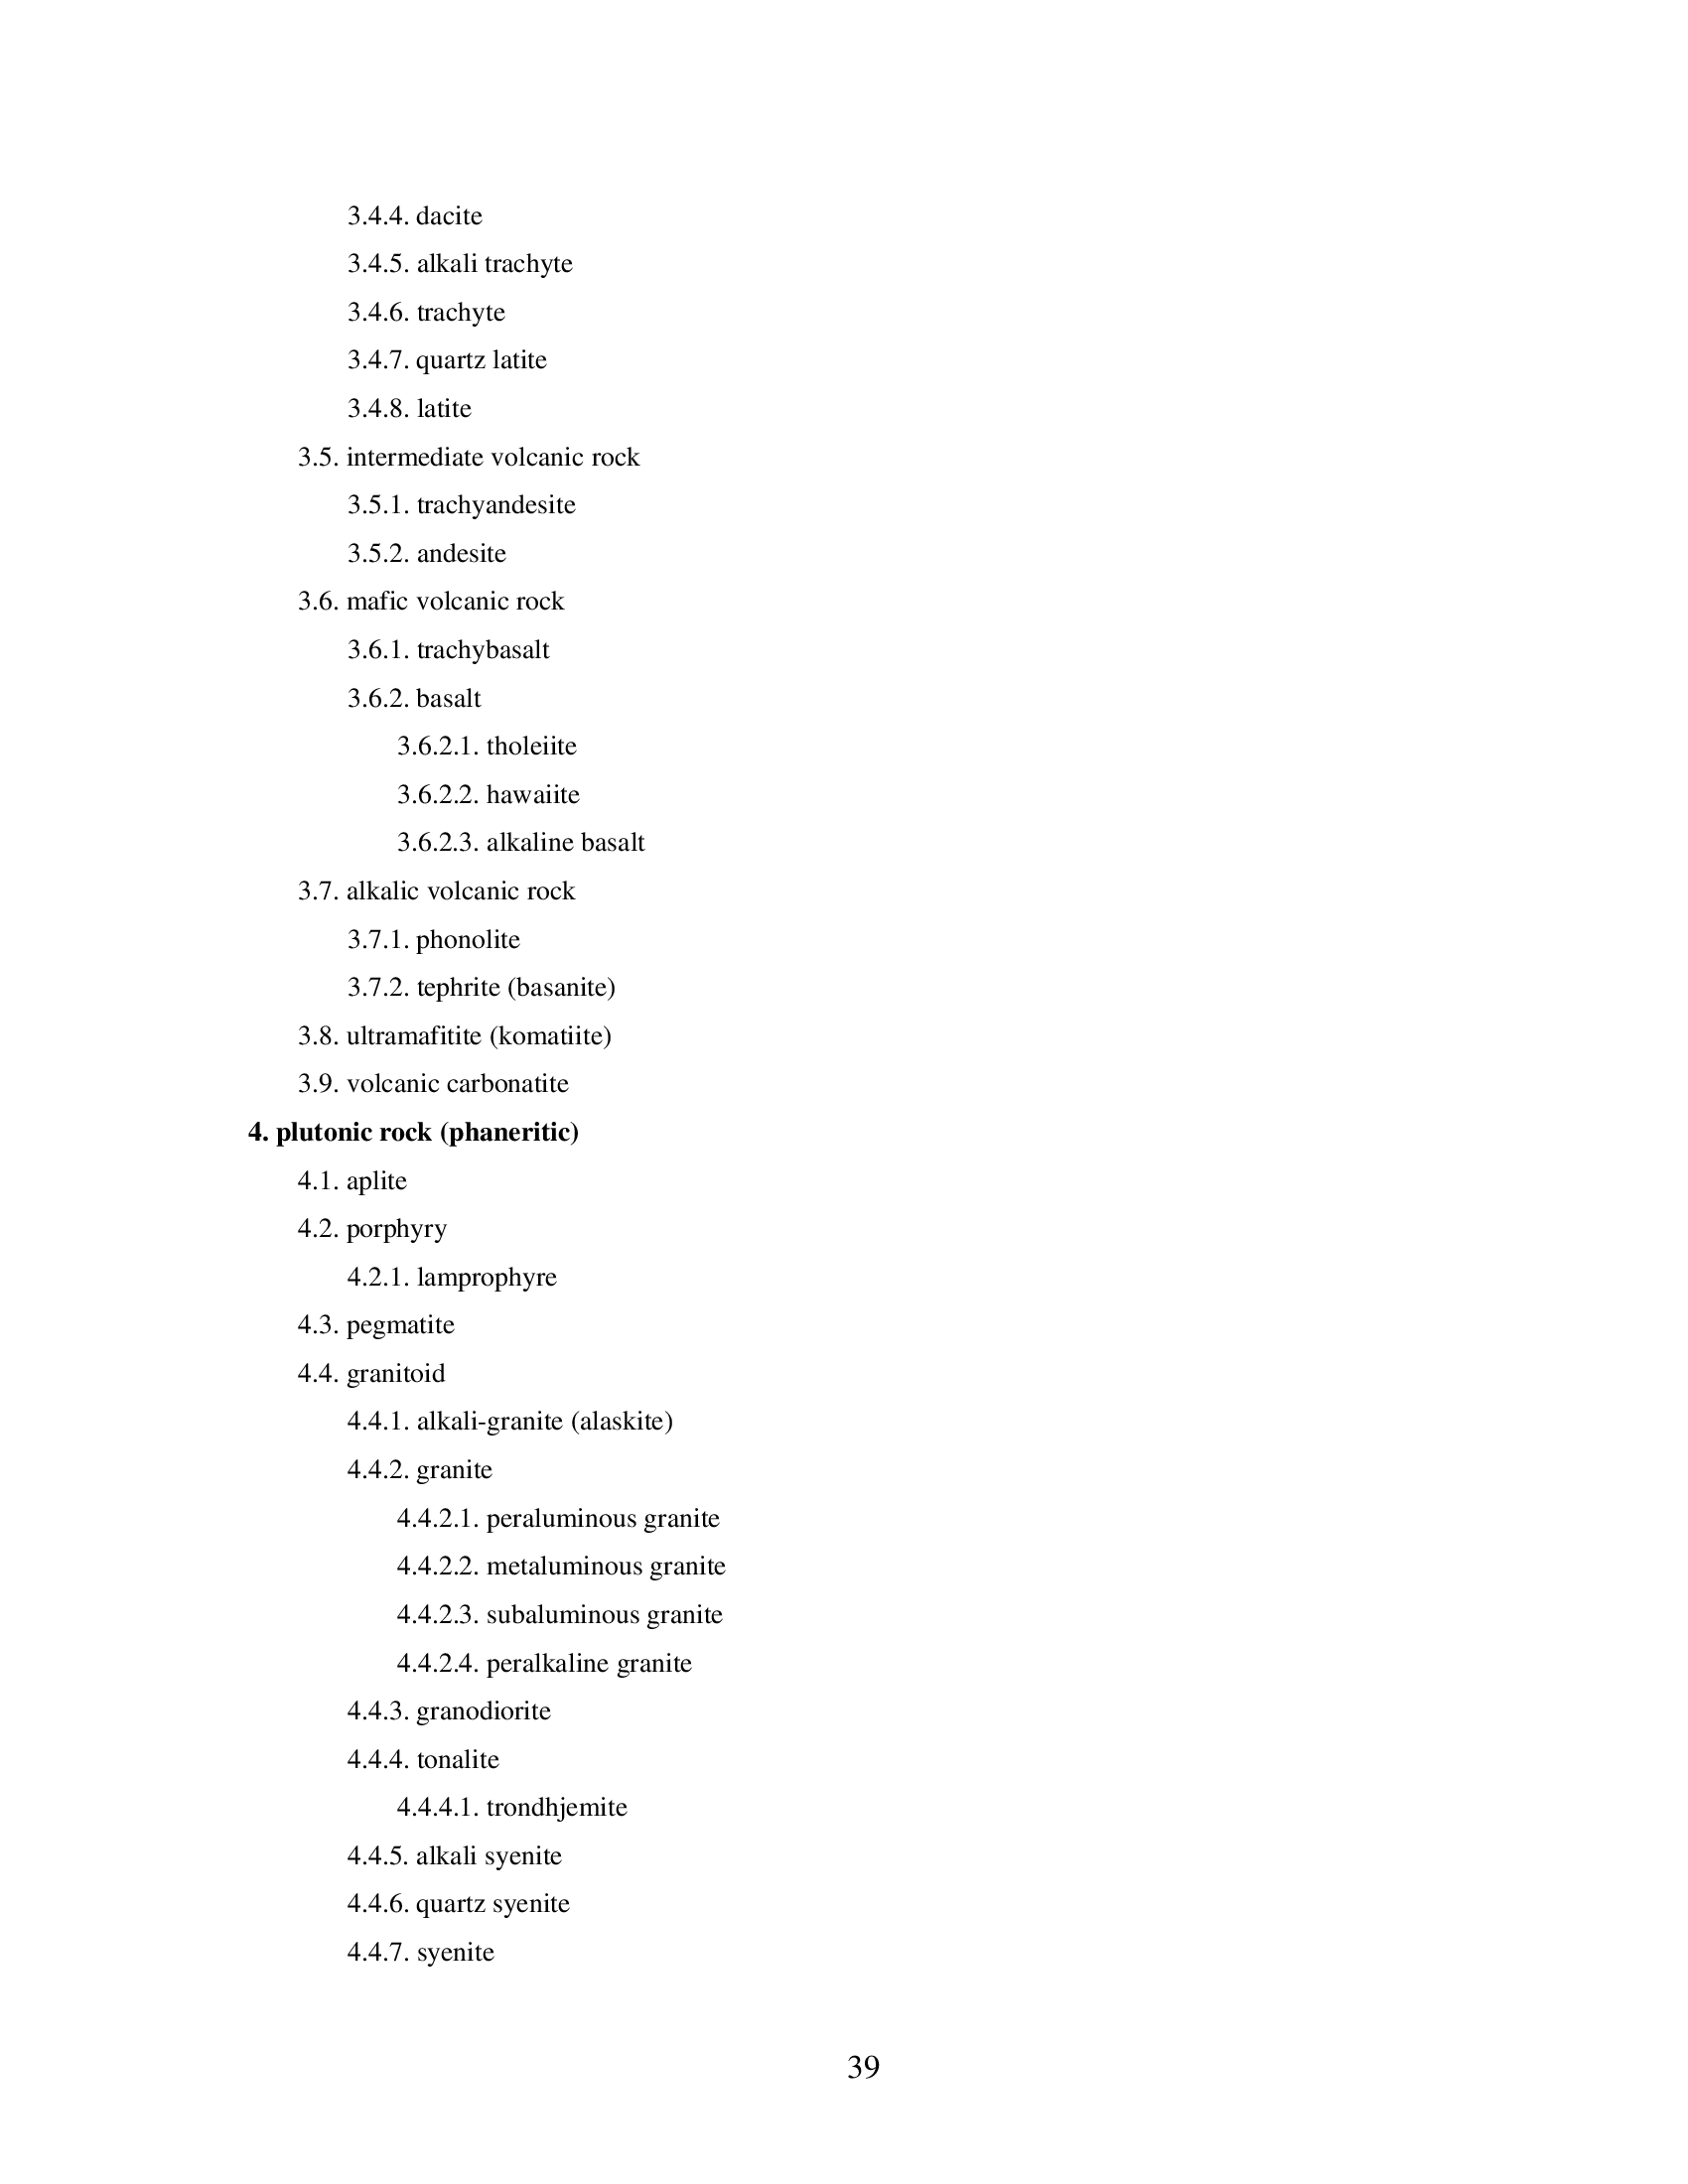 3.4.4. dacite
3.4.5. alkali trachyte
3.4.6. trachyte
3.4.7. quartz latite
3.4.8. latite
3.5. intermediate volcanic rock
3.5.1. trachyandesite
3.5.2. andesite
3.6. mafic volcanic rock
3.6.1. trachybasalt
3.6.2. basalt
3.6.2.1. tholeiite
3.6.2.2. hawaiite
3.6.2.3. alkaline basalt
3.7. alkalic volcanic rock
3.7.1. phonolite
3.7.2. tephrite (basanite)
3.8. ultramafitite (komatiite)
3.9. volcanic carbonatite
4. plutonic rock (phaneritic)
4.1. aplite
4.2. porphyry
4.2.1. lamprophyre
4.3. pegmatite
4.4. granitoid
4.4.1. alkali-granite (alaskite)
4.4.2. granite
4.4.2.1. peraluminous granite
4.4.2.2. metaluminous granite
4.4.2.3. subaluminous granite
4.4.2.4. peralkaline granite
4.4.3. granodiorite
4.4.4. tonalite
4.4.4.1. trondhjemite
4.4.5. alkali syenite
4.4.6. quartz syenite
4.4.7. syenite
39